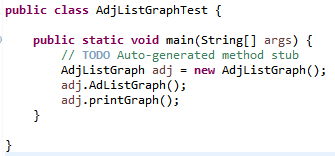 public class AdjListGraphTest {
public static void main(String[] args) {
// TODO Auto-generated method stub
AdjListGraph adj = new AdjListGraph();
adj.AdListGraph();
adj.printGraph();
}
}